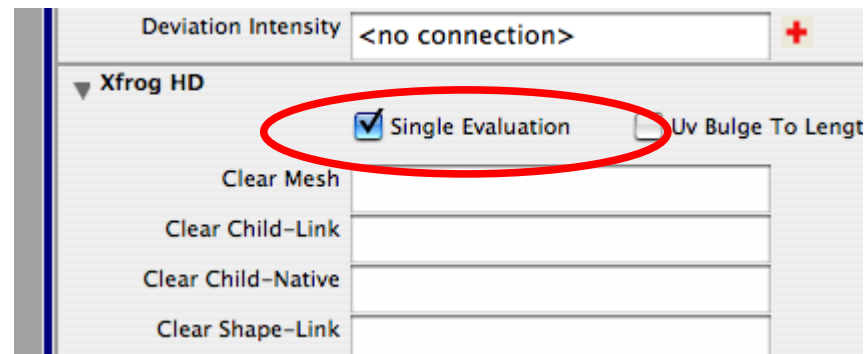 Deviation Intensity <no connection>
Xfrog HD
Single Evaluation Uv Bulge To Lengt
Clear Mesh
Clear Child-Link
Clear Child-Native
Clear Shape-Link